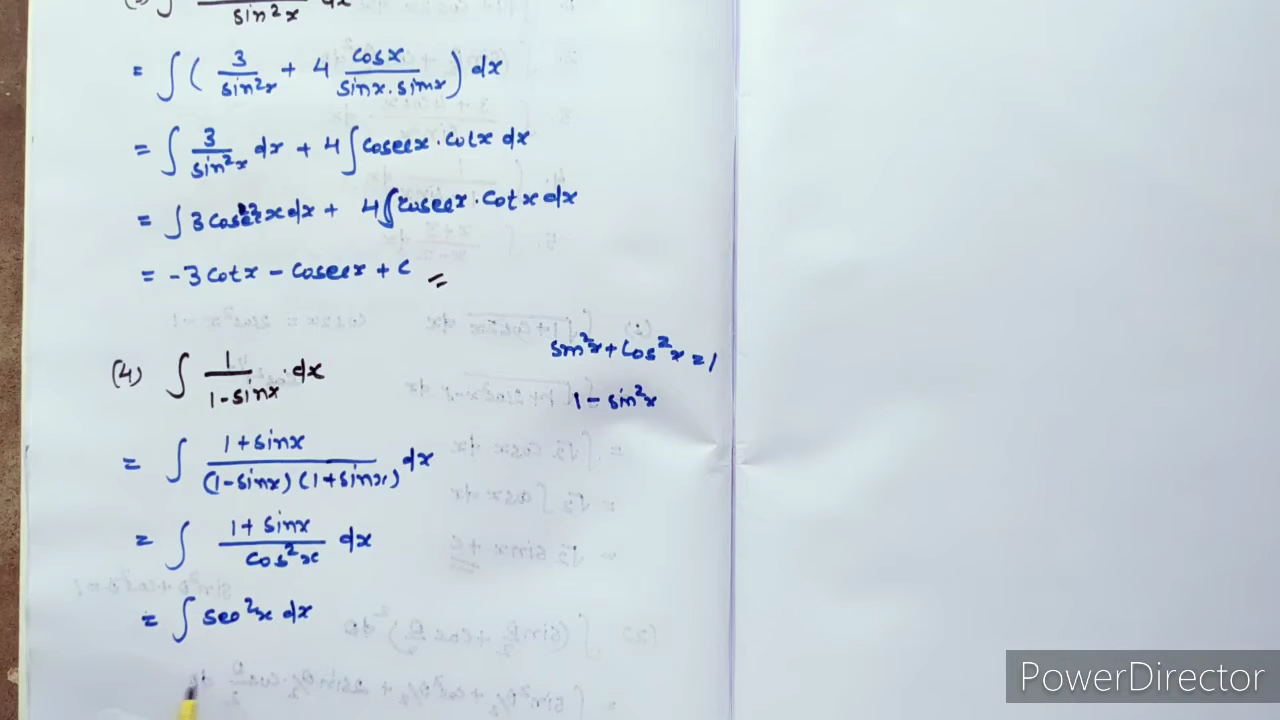 sin²x dx
= ∫ ( 3/sin²x + 4 cosx/sinx.sinx ) dx
= ∫ 3/sin²x dx + 4 ∫ cosecx.cotx dx
= ∫ 3 cosec²x dx + 4 ∫ cosecx.cotx dx
= -3 cotx - cosecx + c
sin²x + cos²x = 1
(4) ∫ 1/1-sinx . dx
1 - sin²x
= ∫ 1+sinx/(1-sinx)(1+sinx) dx
= ∫ 1+sinx/cos²x dx
= ∫ sec²x dx
PowerDirector